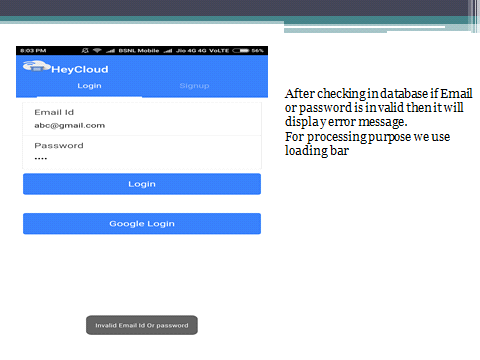 8:03 PM BSNL Mobile Jio 4G 4G VoLTE 56%
HeyCloud
Login Signup
Email Id
abc@gmail.com
Password
••••
Login
Google Login
Invalid Email Id Or password
After checking in database if Email
or password is invalid then it will
display error message.
For processing purpose we use
loading bar